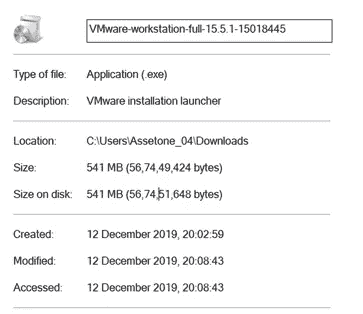 VMware-workstation-full-15.5.1-15018445
Type of file: Application (.exe)
Description: VMware installation launcher
Location: C:\Users\Assetone_04\Downloads
Size: 541 MB (56,74,49,424 bytes)
Size on disk: 541 MB (56,74,51,648 bytes)
Created: 12 December 2019, 20:02:59
Modified: 12 December 2019, 20:08:43
Accessed: 12 December 2019, 20:08:43